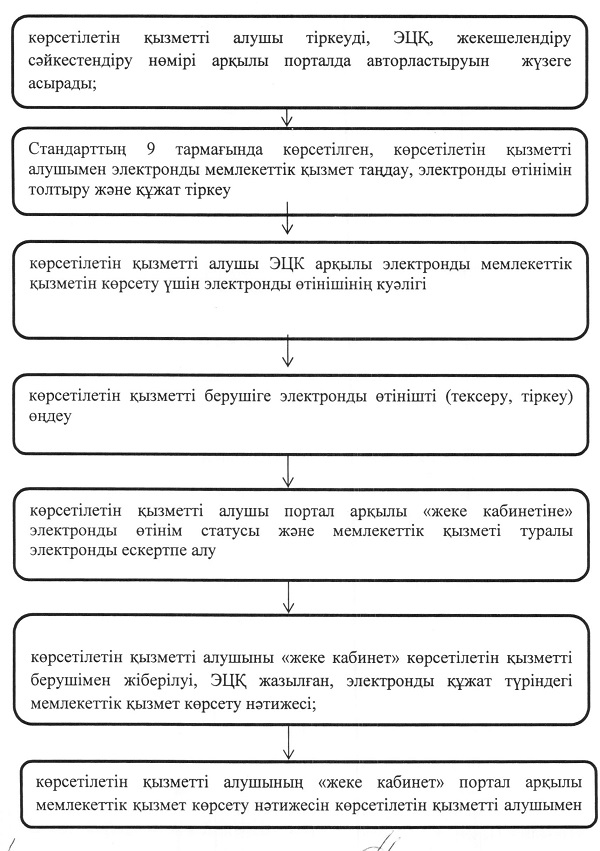 көрсетілетін қызметті алушы тіркеуді, ЭЦҚ, жекешелендіру
сәйкестендіру нөмірі арқылы порталда авторластыруын жүзеге
асырады;
Стандарттың 9 тармағында көрсетілген, көрсетілетін қызметті
алушымен электронды мемлекеттік қызмет таңдау, электронды өтінімін
толтыру және құжат тіркеу
көрсетілетін қызметті алушы ЭЦК арқылы электронды мемлекеттік
қызметін көрсету үшін электронды өтінішінің куәлігі
көрсетілетін қызметті берушіге электронды өтінішті (тексеру, тіркеу)
өңдеу
көрсетілетін қызметті алушы портал арқылы «жеке кабинетіне»
электронды өтінім статусы және мемлекеттік қызметі туралы
электронды ескертпе алу
көрсетілетін қызметті алушыны «жеке кабинет» көрсетілетін қызметті
берушімен жіберілуі, ЭЦҚ жазылған, электронды құжат түріндегі
мемлекеттік қызмет көрсету нәтижесі;
көрсетілетін қызметті алушының «жеке кабинет» портал арқылы
мемлекеттік қызмет көрсету нәтижесін көрсетілетін қызметті алушымен